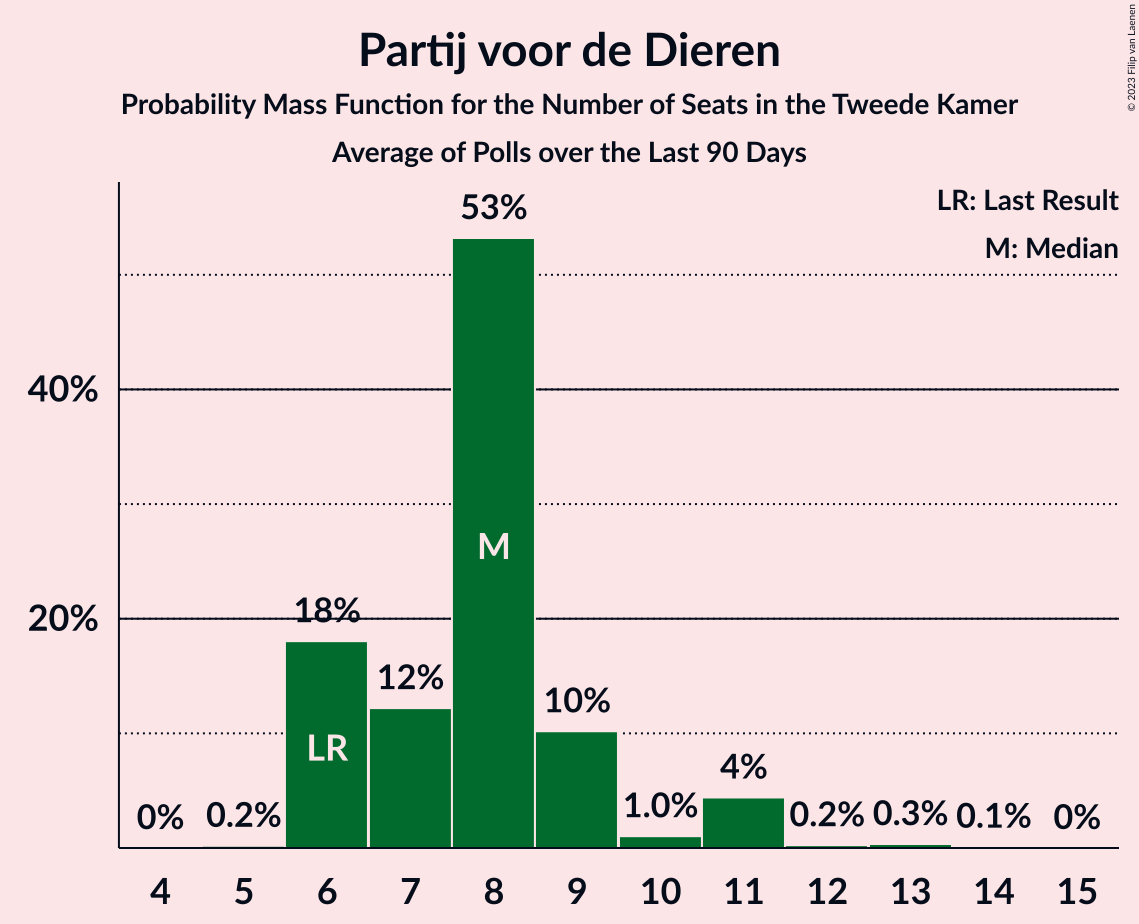 Partij voor de Dieren
Probability Mass Function for the Number of Seats in the Tweede Kamer
Average of Polls over the Last 90 Days
© 2023 Filip van Laenen
LR: Last Result
M: Median
53%
40%
M
20%
18%
12%
10%
LR
4%
0%
0.2%
1.0%
0.2%
0.3%
0.1%
0%
4 5 6 7 8 9 10 11 12 13 14 15